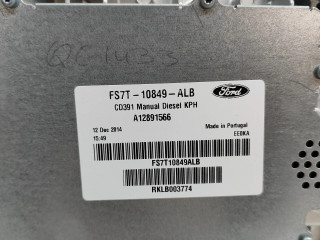 FS7T-10849-ALB
Ford
CD391 Manual Diesel KPH
A12891566
12 Dec 2014
15:49
Made in Portugal
EE0KA
FS7T10849ALB
RKLB003774